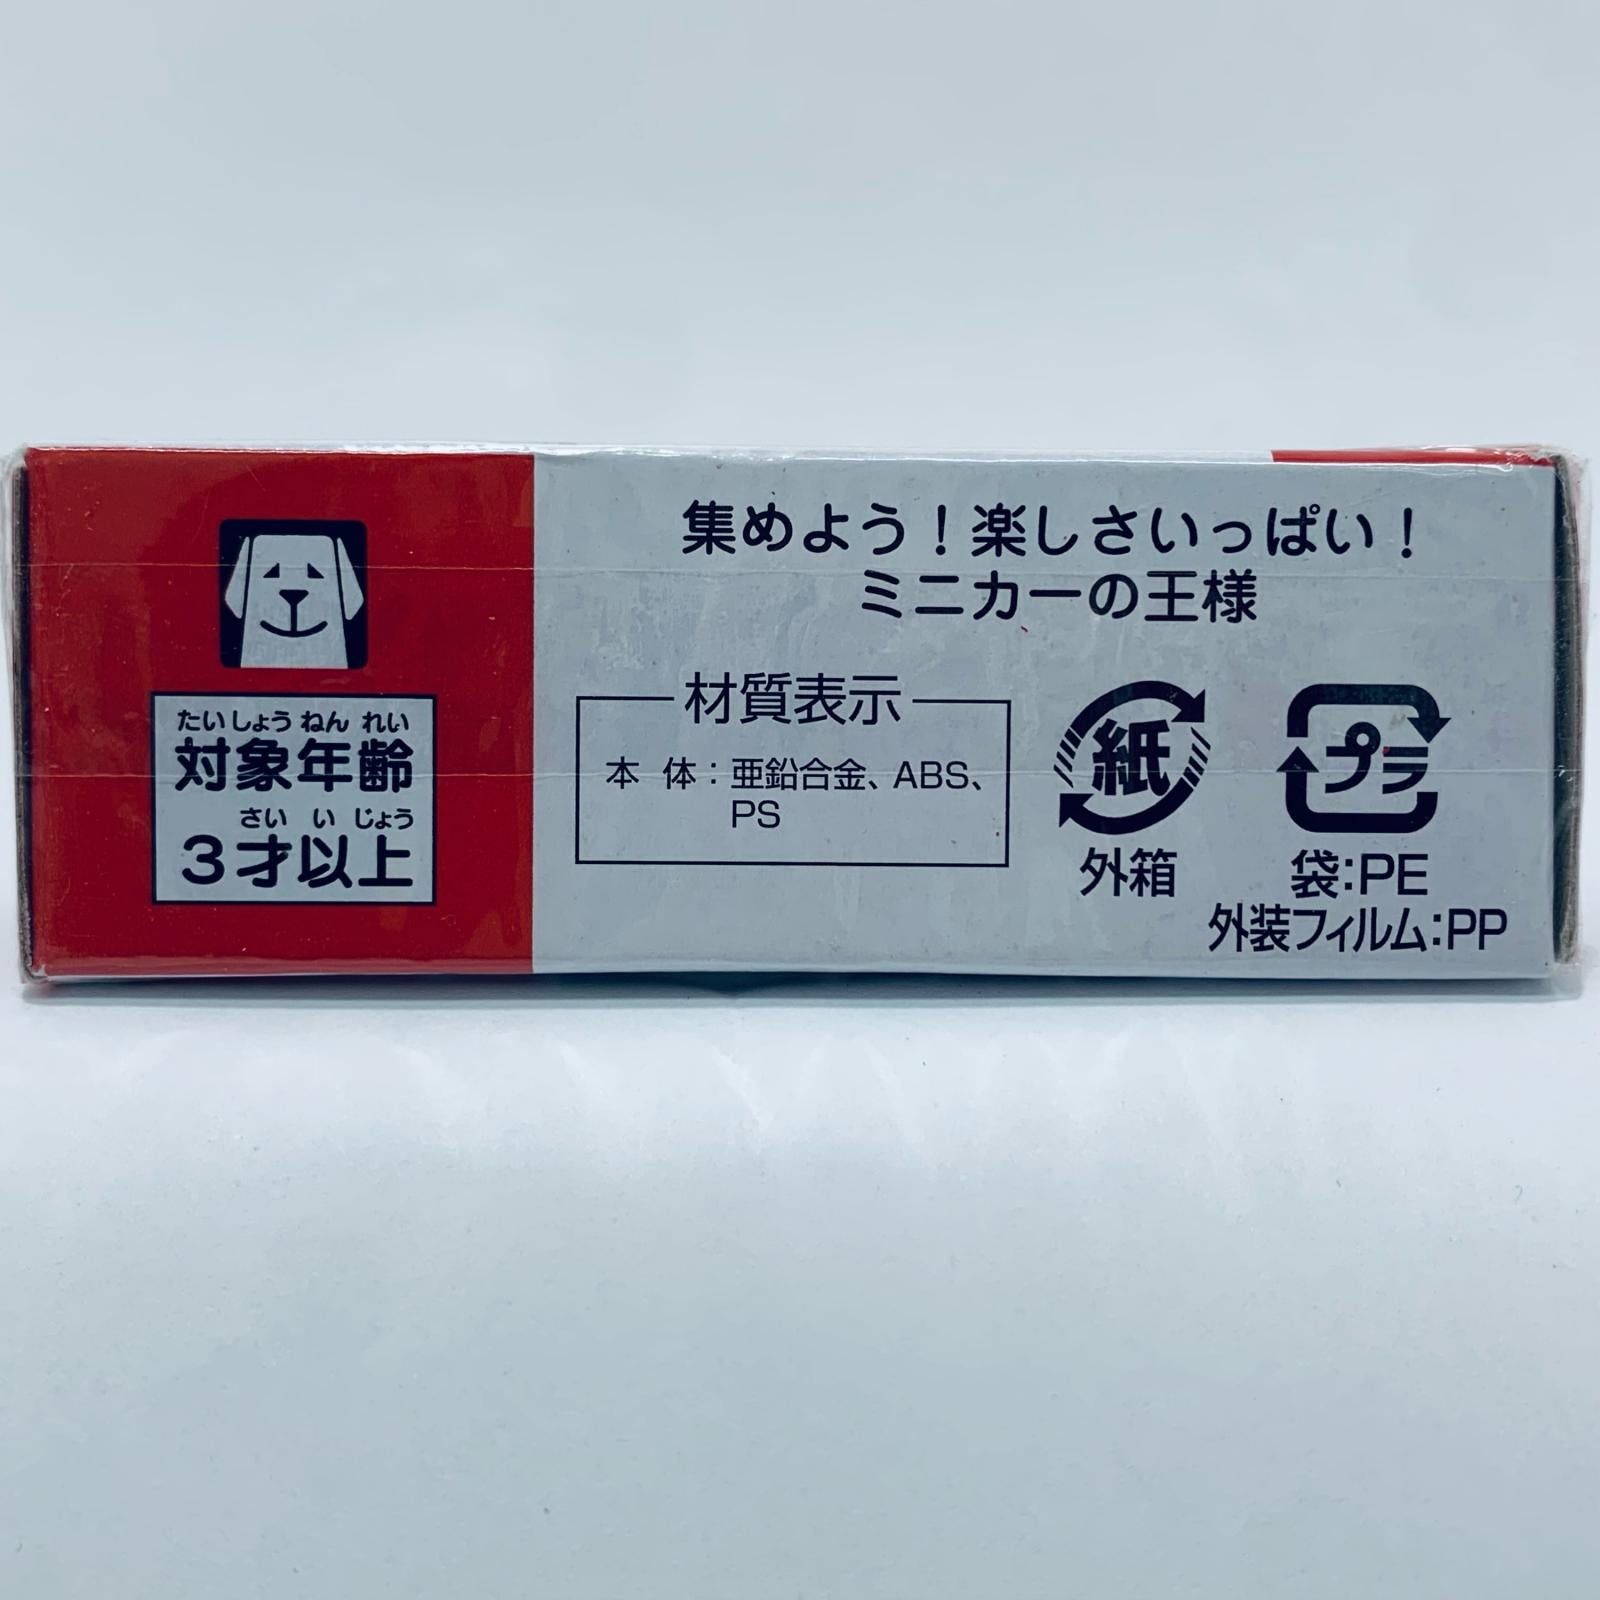 集めよう！楽しさいっぱい！
ミニカーの王様
たいしょうねんれい
対象年齢
さいいじょう
3才以上
材質表示
本体：亜鉛合金、ABS、
PS
紙
外箱
プラ
袋：PE
外装フィルム：PP